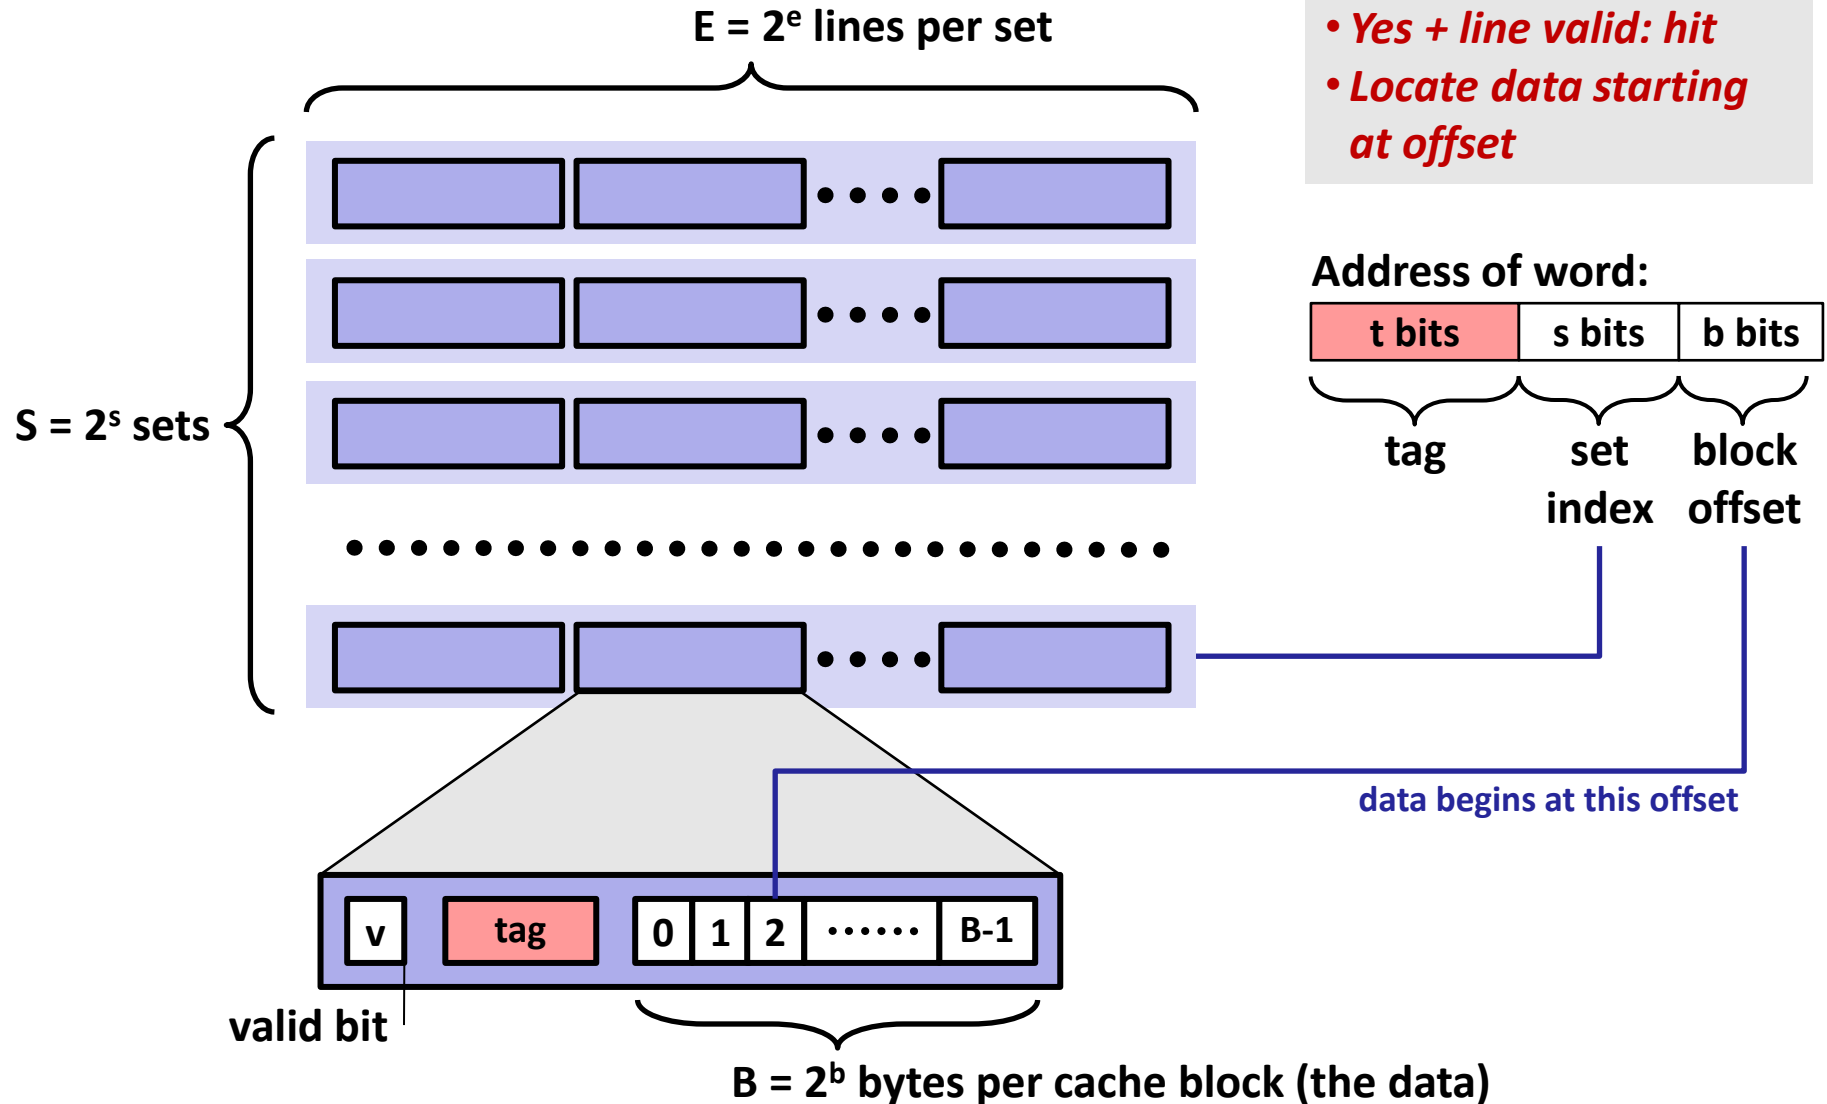 E = 2ᵉ lines per set
• Yes + line valid: hit
• Locate data starting
at offset
Address of word:
t bits s bits b bits
S = 2ˢ sets
tag set block
index offset
data begins at this offset
v tag 0 1 2 •••••• B-1
valid bit
B = 2ᵇ bytes per cache block (the data)